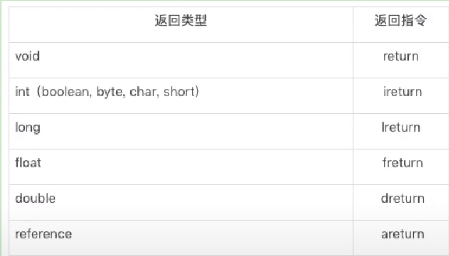 返回类型 返回指令
void return
int（boolean, byte, char, short） ireturn
long lreturn
float freturn
double dreturn
reference areturn